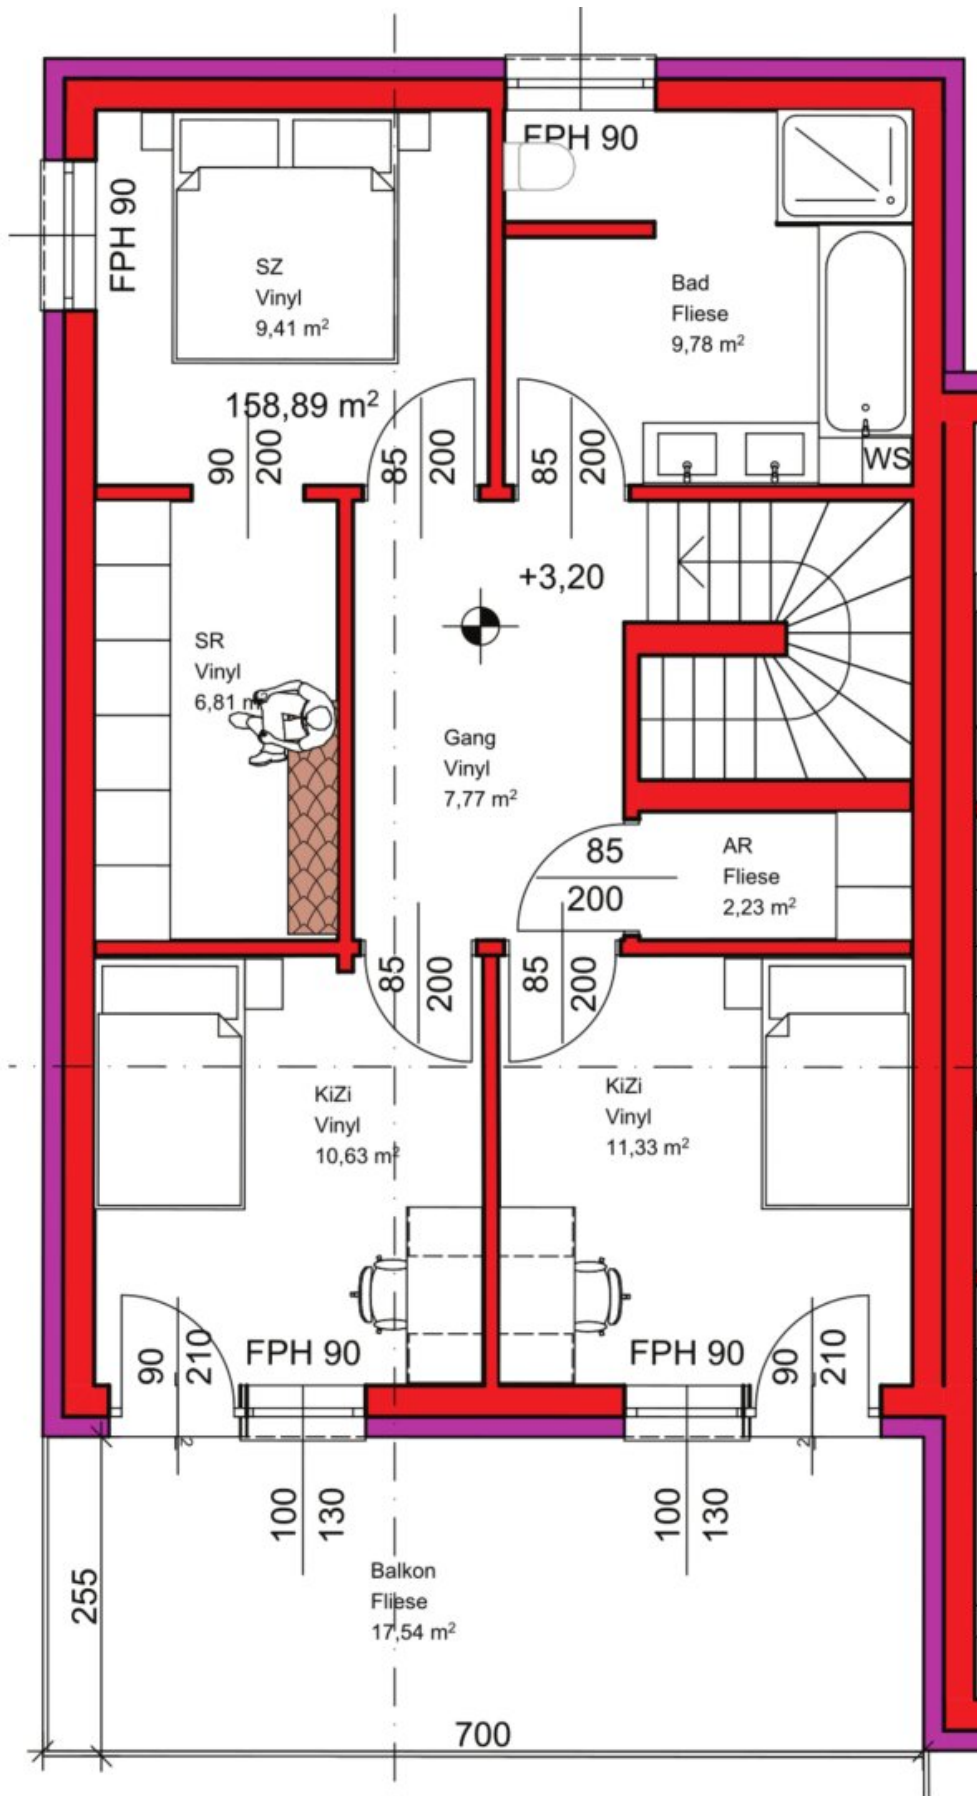 FPH 90
FPH 90
SZ
Vinyl
9,41 m²
Bad
Fliese
9,78 m²
158,89 m²
90
200
85
200
85
200
WS
+3,20
SR
Vinyl
6,81 m
Gang
Vinyl
7,77 m²
85
200
AR
Fliese
2,23 m²
85
200
85
200
KiZi
Vinyl
10,63 m²
KiZi
Vinyl
11,33 m²
90
210
FPH 90
FPH 90
90
210
2
2
100
130
100
130
Balkon
Fliese
17,54 m²
255
700